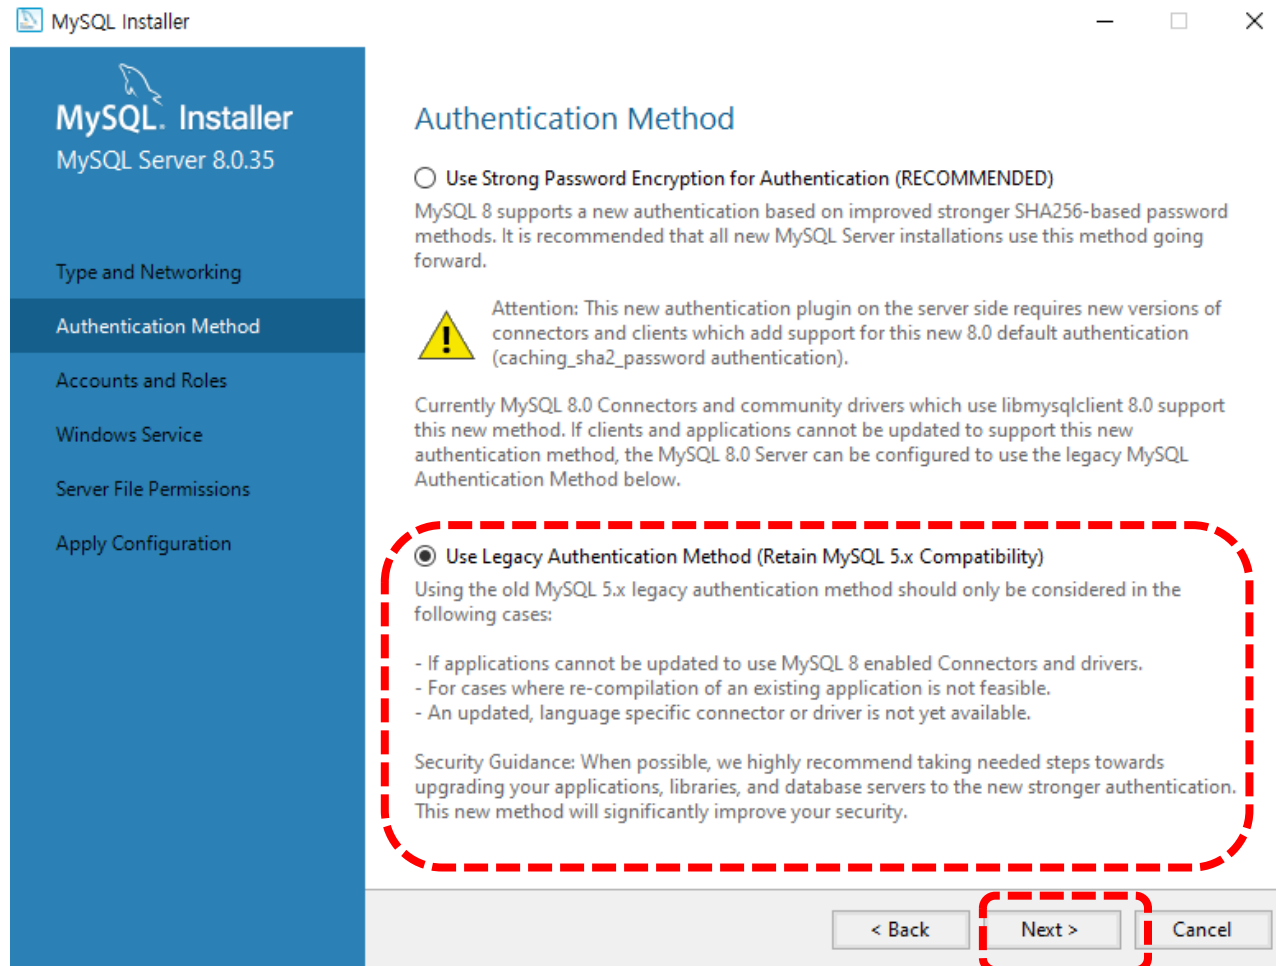 MySQL Installer
MySQL. Installer
MySQL Server 8.0.35
Type and Networking
Authentication Method
Accounts and Roles
Windows Service
Server File Permissions
Apply Configuration
Authentication Method
Use Strong Password Encryption for Authentication (RECOMMENDED)
MySQL 8 supports a new authentication based on improved stronger SHA256-based password
methods. It is recommended that all new MySQL Server installations use this method going
forward.
Attention: This new authentication plugin on the server side requires new versions of
connectors and clients which add support for this new 8.0 default authentication
(caching_sha2_password authentication).
Currently MySQL 8.0 Connectors and community drivers which use libmysqlclient 8.0 support
this new method. If clients and applications cannot be updated to support this new
authentication method, the MySQL 8.0 Server can be configured to use the legacy MySQL
Authentication Method below.
Use Legacy Authentication Method (Retain MySQL 5.x Compatibility)
Using the old MySQL 5.x legacy authentication method should only be considered in the
following cases:
- If applications cannot be updated to use MySQL 8 enabled Connectors and drivers.
- For cases where re-compilation of an existing application is not feasible.
- An updated, language specific connector or driver is not yet available.
Security Guidance: When possible, we highly recommend taking needed steps towards
upgrading your applications, libraries, and database servers to the new stronger authentication.
This new method will significantly improve your security.
< Back
Next >
Cancel